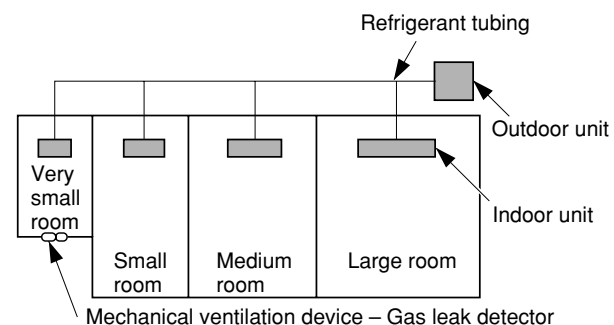 Refrigerant tubing
Outdoor unit
Very
small
room
Indoor unit
Small
room
Medium
room
Large room
Mechanical ventilation device – Gas leak detector